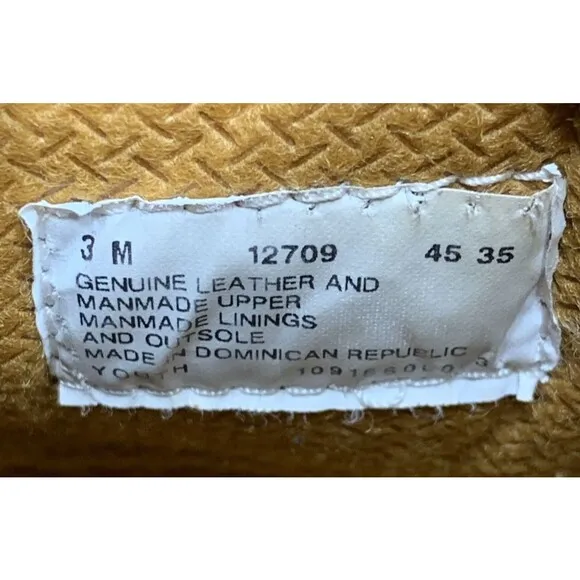 3 M 12709 45 35
GENUINE LEATHER AND
MANMADE UPPER
MANMADE LININGS
AND OUTSOLE
MADE IN DOMINICAN REPUBLIC
YOUTH